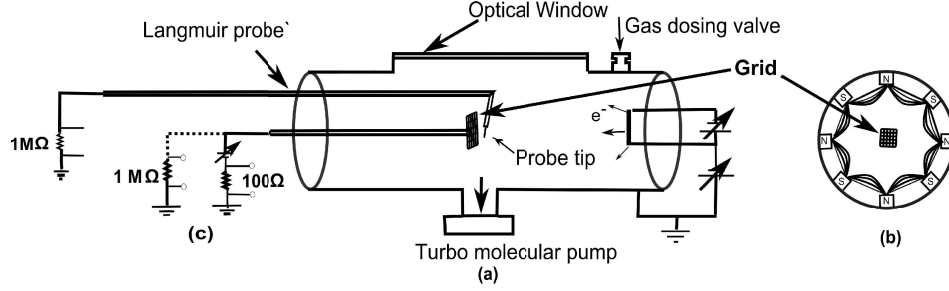 Optical Window
Gas dosing valve
Langmuir probe`
Grid
e-
1MΩ
1 MΩ
100Ω
Probe tip
(c)
Turbo molecular pump
(a)
N
S
S
N
N
S
S
N
(b)